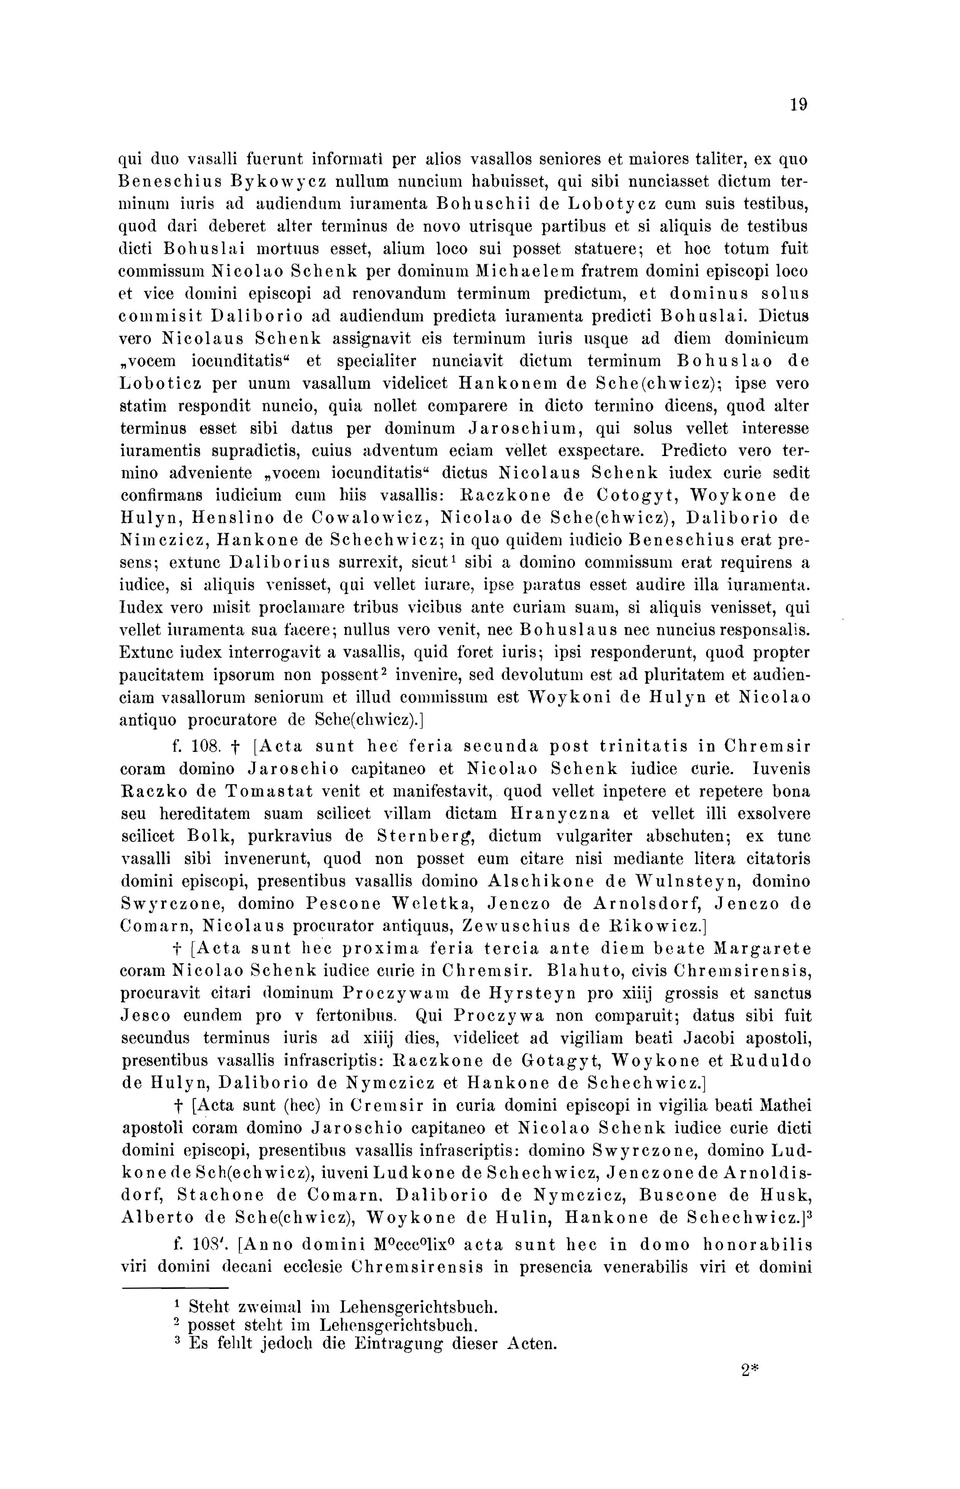 19
qui duo vasalli fuerunt informati per alios vasallos seniores et maiores taliter, ex quo
Beneschius Bykowycz nullum nuncium habuisset, qui sibi nunciasset dictum ter-
minum iuris ad audiendum iuramenta Bohuschii de Lobotycz cum suis testibus,
quod dari deberet alter terminus de novo utrisque partibus et si aliquis de testibus
dicti Bohuslai mortuus esset, alium loco sui posset statuere; et hoc totum fuit
commissum Nicolao Schenk per dominum Michaelem fratrem domini episcopi loco
et vice domini episcopi ad renovandum terminum predictum, et dominus solus
commisit Daliborio ad audiendum predicta iuramenta predicti Bohuslai. Dictus
vero Nicolaus Schenk assignavit eis terminum iuris usque ad diem dominicum
„vocem iocunditatis“ et specialiter nunciavit dictum terminum Bohuslao de
Loboticz per unum vasallum videlicet Hankonem de Sche(chwicz); ipse vero
statim respondit nuncio, quia nollet comparere in dicto termino dicens, quod alter
terminus esset sibi datus per dominum Jaroschium, qui solus vellet interesse
iuramentis supradictis, cuius adventum eciam vellet exspectare. Predicto vero ter-
mino adveniente „vocem iocunditatis“ dictus Nicolaus Schenk iudex curie sedit
confirmans iudicium cum hiis vasallis: Raczkone de Cotogyt, Woykone de
Hulyn, Henslino de Cowalowicz, Nicolao de Sche(chwicz), Daliborio de
Nimczicz, Hankone de Schechwicz; in quo quidem iudicio Beneschius erat pre-
sens; extunc Daliborius surrexit, sicut¹ sibi a domino commissum erat requirens a
iudice, si aliquis venisset, qui vellet iurare, ipse paratus esset audire illa iuramenta.
Iudex vero misit proclamare tribus vicibus ante curiam suam, si aliquis venisset, qui
vellet iuramenta sua facere; nullus vero venit, nec Bohuslaus nec nuncius responsalis.
Extunc iudex interrogavit a vasallis, quid foret iuris; ipsi responderunt, quod propter
paucitatem ipsorum non possent² invenire, sed devolutum est ad pluritatem et audien-
ciam vasallorum seniorum et illud commissum est Woykoni de Hulyn et Nicolao
antiquo procuratore de Sche(chwicz).]
f. 108. † [Acta sunt hec feria secunda post trinitatis in Chremsir
coram domino Jaroschio capitaneo et Nicolao Schenk iudice curie. Iuvenis
Raczko de Tomastat venit et manifestavit, quod vellet inpetere et repetere bona
seu hereditatem suam scilicet villam dictam Hranyczna et vellet illi exsolvere
scilicet Bolk, purkravius de Sternberg, dictum vulgariter abschuten; ex tunc
vasalli sibi invenerunt, quod non posset eum citare nisi mediante litera citatoris
domini episcopi, presentibus vasallis domino Alschikone de Wulnsteyn, domino
Swyrczone, domino Pescone Weletka, Jenczo de Arnolsdorf, Jenczo de
Comarn, Nicolaus procurator antiquus, Zewuschius de Rikowicz.]
† [Acta sunt hec proxima feria tercia ante diem beate Margarete
coram Nicolao Schenk iudice curie in Chremsir. Blahuto, civis Chremsirensis,
procuravit citari dominum Proczywam de Hyrsteyn pro xiiij grossis et sanctus
Jesco eundem pro v fertonibus. Qui Proczywa non comparuit; datus sibi fuit
secundus terminus iuris ad xiiij dies, videlicet ad vigiliam beati Jacobi apostoli,
presentibus vasallis infrascriptis: Raczkone de Gotagyt, Woykone et Ruduldo
de Hulyn, Daliborio de Nymczicz et Hankone de Schechwicz.]
† [Acta sunt (hec) in Cremsir in curia domini episcopi in vigilia beati Mathei
apostoli coram domino Jaroschio capitaneo et Nicolao Schenk iudice curie dicti
domini episcopi, presentibus vasallis infrascriptis: domino Swyrczone, domino Lud-
kone de Sch(echwicz), iuveni Ludkone de Schechwicz, Jenczone de Arnoldis-
dorf, Stachone de Comarn, Daliborio de Nymczicz, Buscone de Husk,
Alberto de Sche(chwicz), Woykone de Hulin, Hankone de Schechwicz.]³
f. 108′. [Anno domini M⁰ccc⁰lix⁰ acta sunt hec in domo honorabilis
viri domini decani ecclesie Chremsirensis in presencia venerabilis viri et domini
¹ Steht zweimal im Lehensgerichtsbuch.
² posset steht im Lehensgerichtsbuch.
³ Es fehlt jedoch die Eintragung dieser Acten.
2*